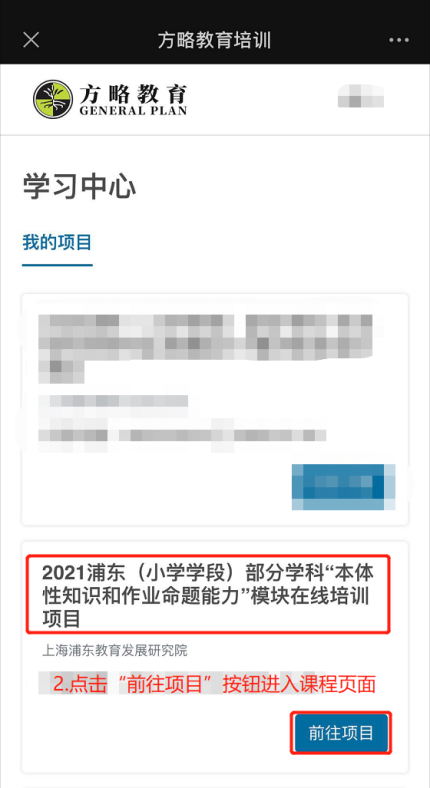 方略教育培训
方略教育
GENERAL PLAN
学习中心
我的项目
2021浦东（小学学段）部分学科“本体
性知识和作业命题能力”模块在线培训
项目
上海浦东教育发展研究院
2.点击“前往项目”按钮进入课程页面
前往项目